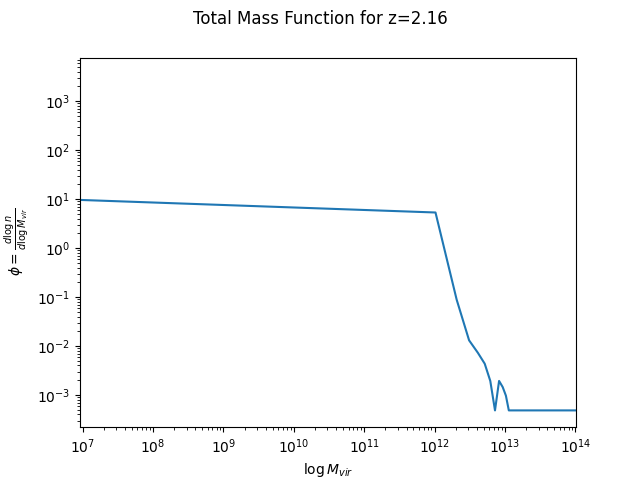 Total Mass Function for z=2.16
10³
10²
10¹
10⁰
10⁻¹
10⁻²
10⁻³
ϕ = d log n / d log M_vir
10⁷ 10⁸ 10⁹ 10¹⁰ 10¹¹ 10¹² 10¹³ 10¹⁴
log M_vir